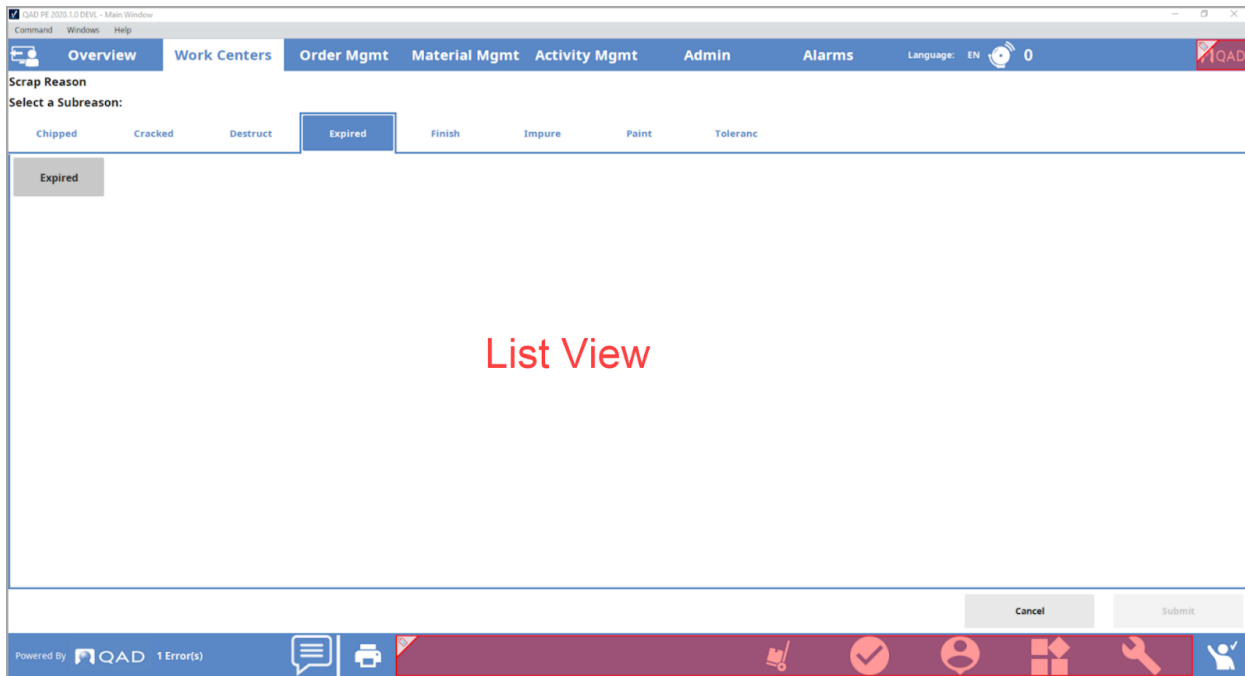 QAD PE 2020.1.0 DEVL - Main Window
Command Windows Help
Overview Work Centers Order Mgmt Material Mgmt Activity Mgmt Admin Alarms Language: EN 0 QAD
Scrap Reason
Select a Subreason:
Chipped Cracked Destruct Expired Finish Impure Paint Toleranc
Expired
List View
Cancel Submit
Powered By QAD 1 Error(s)